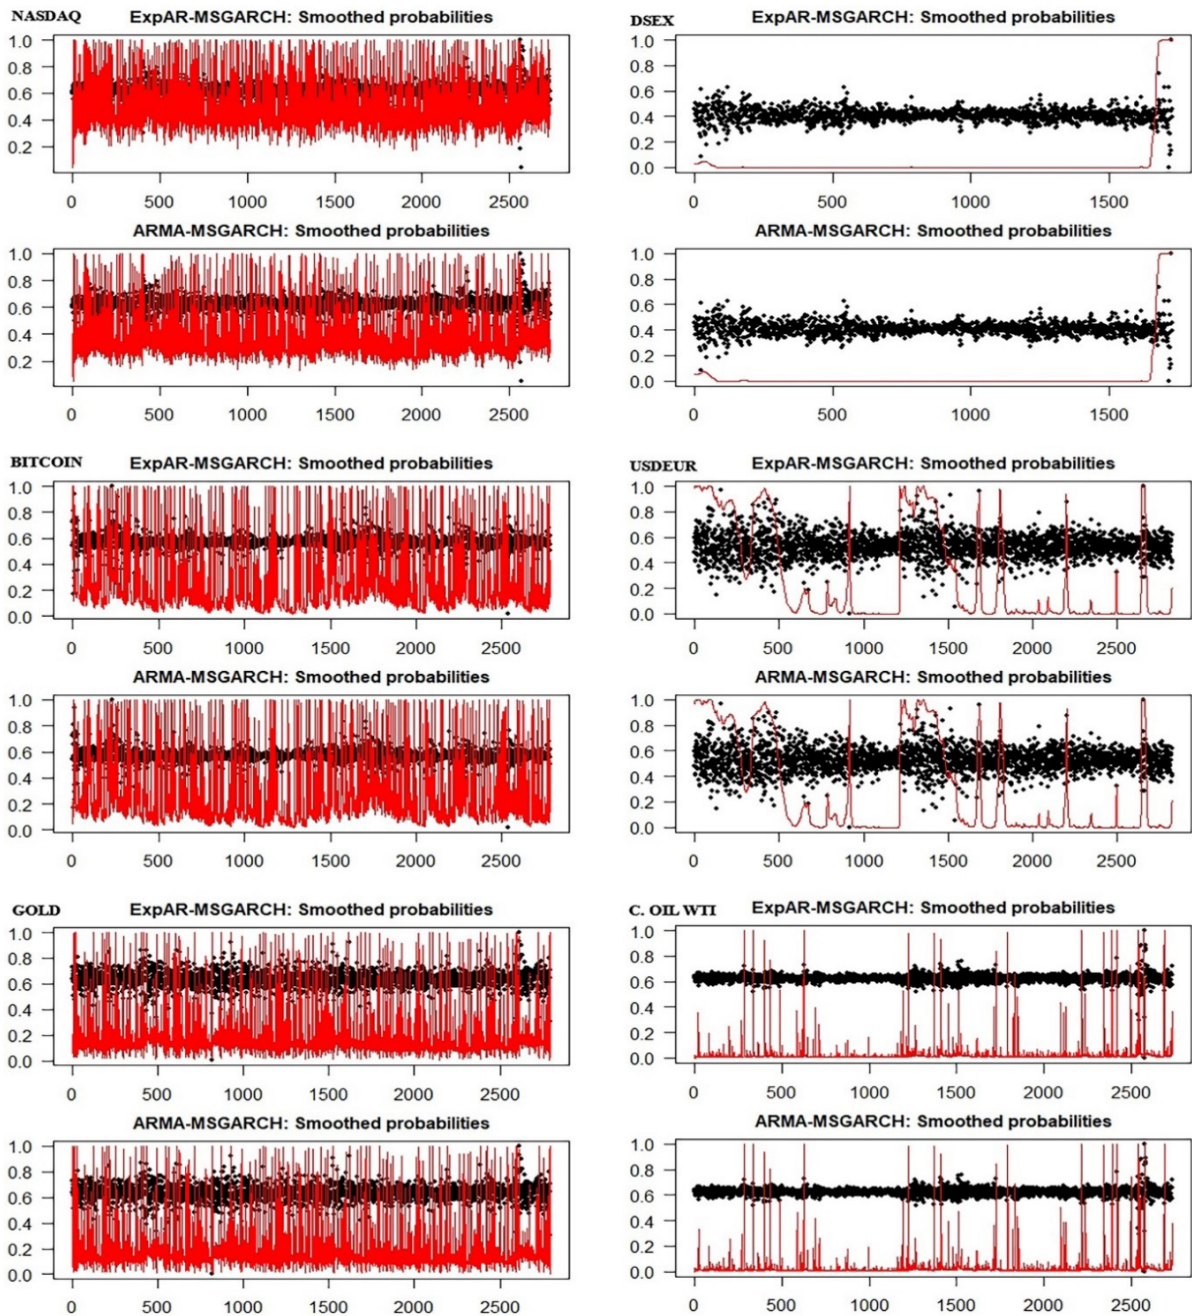 NASDAQ ExpAR-MSGARCH: Smoothed probabilities
1.0
0.8
0.6
0.4
0.2
0 500 1000 1500 2000 2500
ARMA-MSGARCH: Smoothed probabilities
1.0
0.8
0.6
0.4
0.2
0 500 1000 1500 2000 2500
DSEX ExpAR-MSGARCH: Smoothed probabilities
1.0
0.8
0.6
0.4
0.2
0.0
0 500 1000 1500
ARMA-MSGARCH: Smoothed probabilities
1.0
0.8
0.6
0.4
0.2
0.0
0 500 1000 1500
BITCOIN ExpAR-MSGARCH: Smoothed probabilities
1.0
0.8
0.6
0.4
0.2
0.0
0 500 1000 1500 2000 2500
ARMA-MSGARCH: Smoothed probabilities
1.0
0.8
0.6
0.4
0.2
0.0
0 500 1000 1500 2000 2500
USDEUR ExpAR-MSGARCH: Smoothed probabilities
1.0
0.8
0.6
0.4
0.2
0.0
0 500 1000 1500 2000 2500
ARMA-MSGARCH: Smoothed probabilities
1.0
0.8
0.6
0.4
0.2
0.0
0 500 1000 1500 2000 2500
GOLD ExpAR-MSGARCH: Smoothed probabilities
1.0
0.8
0.6
0.4
0.2
0.0
0 500 1000 1500 2000 2500
ARMA-MSGARCH: Smoothed probabilities
1.0
0.8
0.6
0.4
0.2
0.0
0 500 1000 1500 2000 2500
C. OIL WTI ExpAR-MSGARCH: Smoothed probabilities
1.0
0.8
0.6
0.4
0.2
0.0
0 500 1000 1500 2000 2500
ARMA-MSGARCH: Smoothed probabilities
1.0
0.8
0.6
0.4
0.2
0.0
0 500 1000 1500 2000 2500